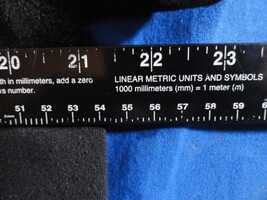 20 21 22 23
th in millimeters, add a zero LINEAR METRIC UNITS AND SYMBOLS
s number. 1000 millimeters (mm) = 1 meter (m)
51 52 53 54 55 56 57 58 59 6